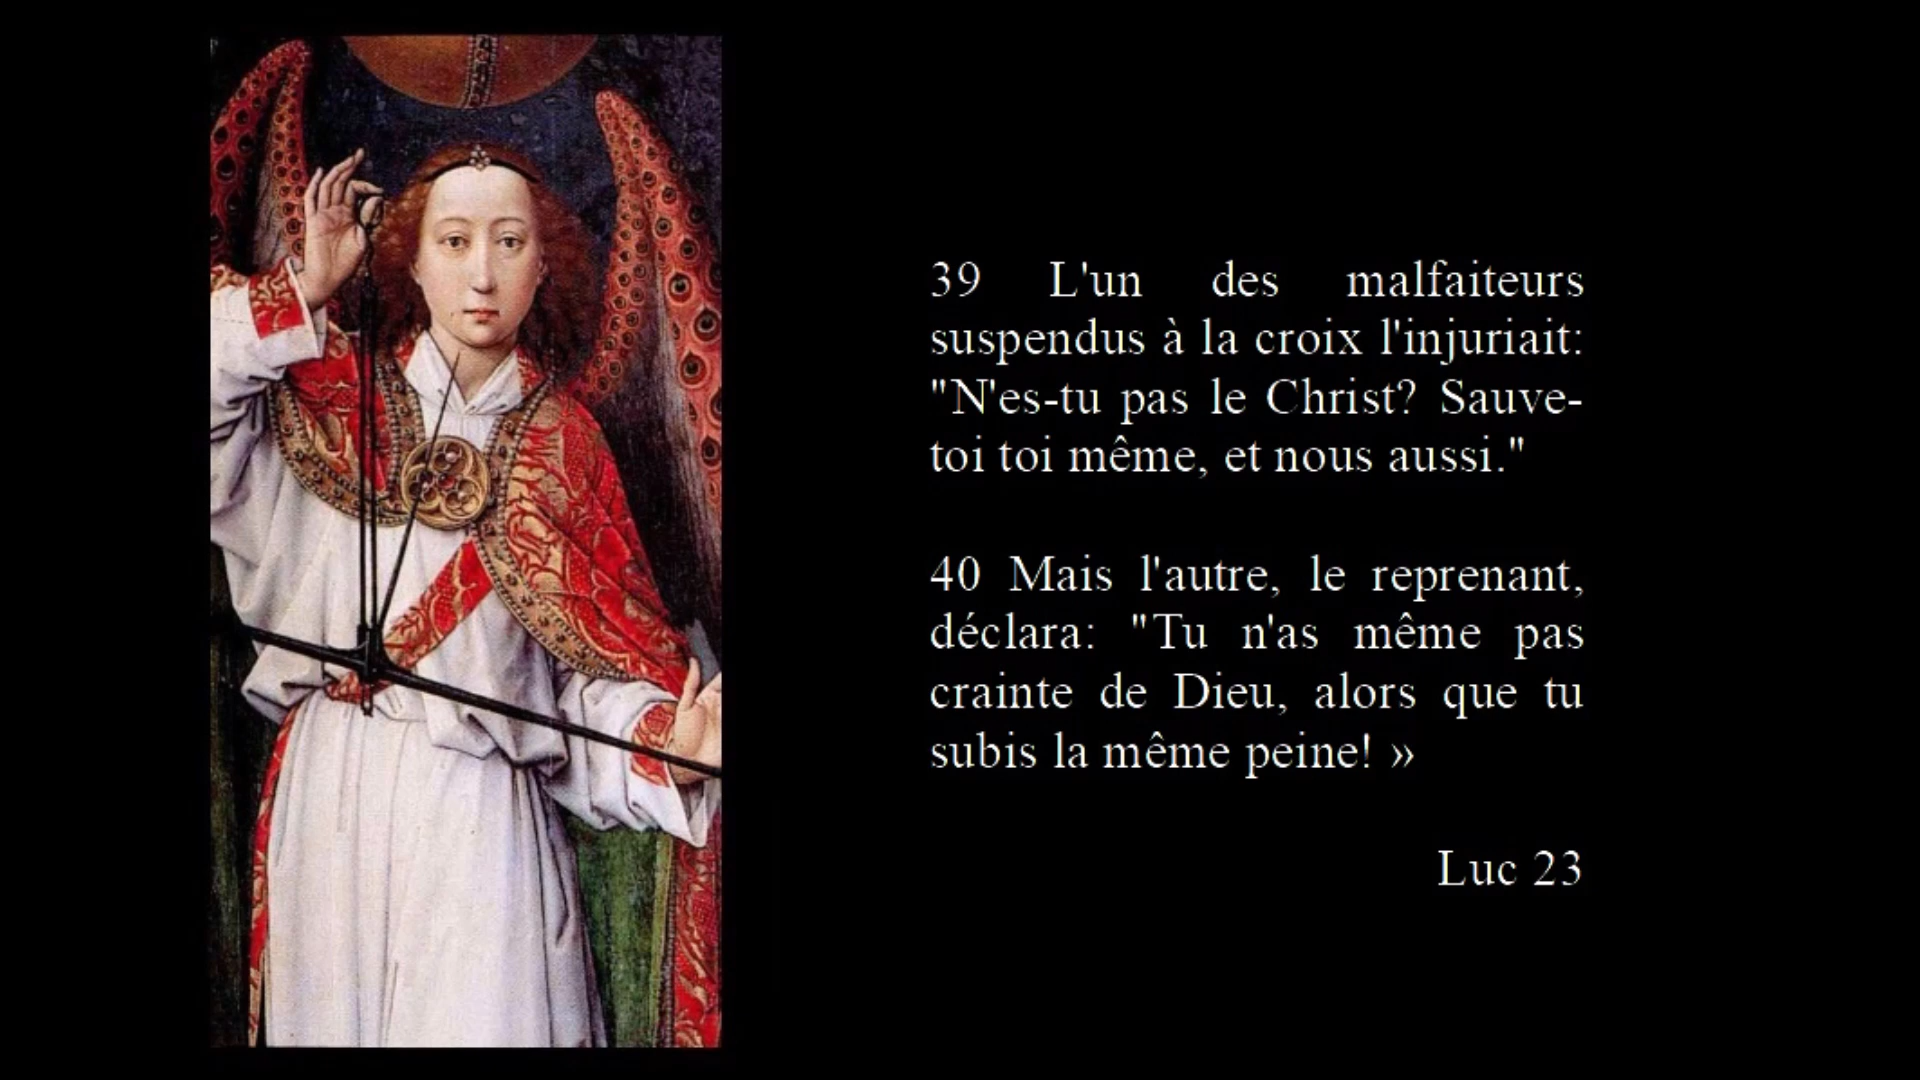 39 L'un des malfaiteurs
suspendus à la croix l'injuriait:
"N'es-tu pas le Christ? Sauve-
toi toi même, et nous aussi."
40 Mais l'autre, le reprenant,
déclara: "Tu n'as même pas
crainte de Dieu, alors que tu
subis la même peine! »
Luc 23